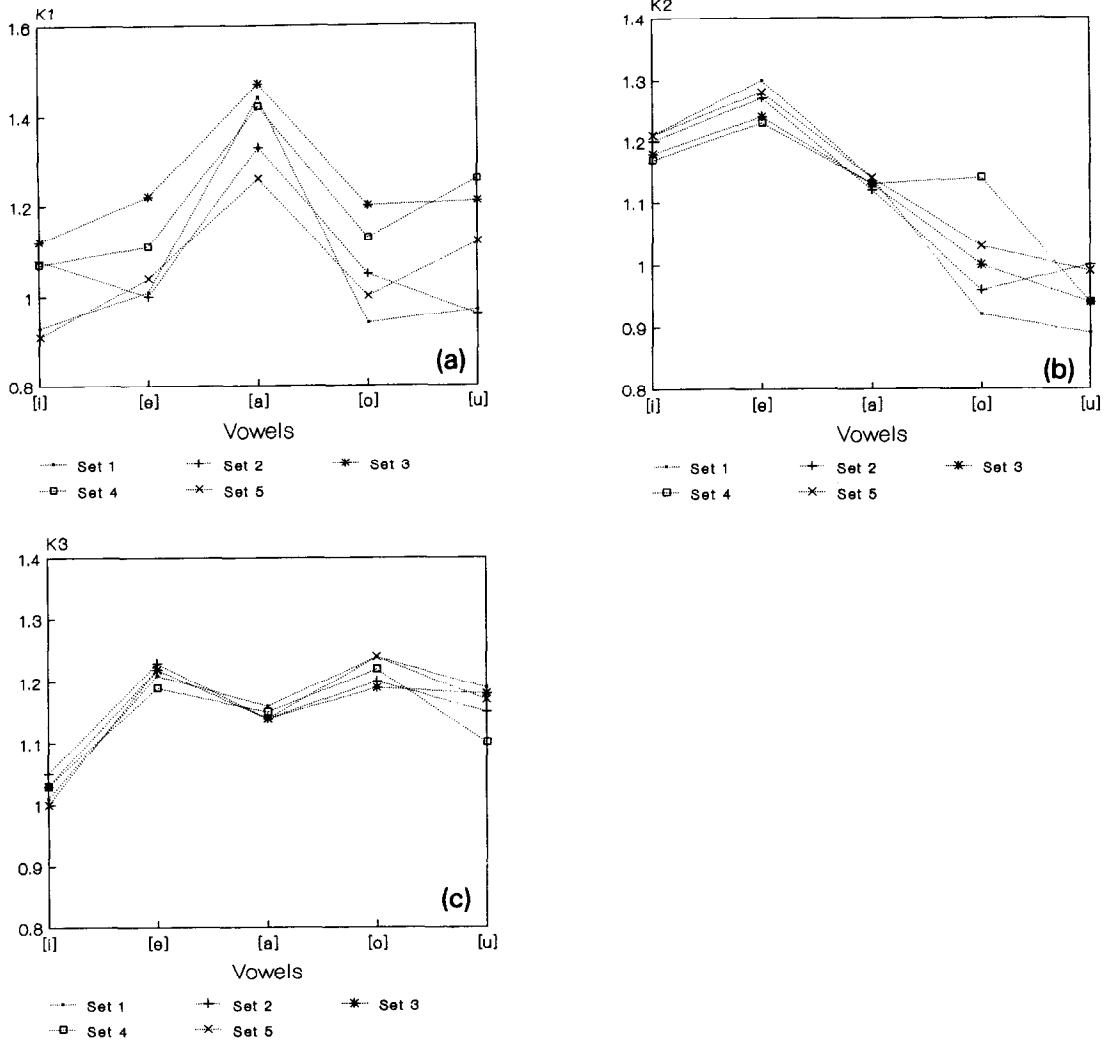 K1
1.6
1.4
1.2
1
0.8
[i] [e] [a] [o] [u]
(a)
Vowels
Set 1 Set 2 Set 3
Set 4 Set 5
K2
1.4
1.3
1.2
1.1
1
0.9
0.8
[i] [e] [a] [o] [u]
(b)
Vowels
Set 1 Set 2 Set 3
Set 4 Set 5
K3
1.4
1.3
1.2
1.1
1
0.9
0.8
[i] [e] [a] [o] [u]
(c)
Vowels
Set 1 Set 2 Set 3
Set 4 Set 5